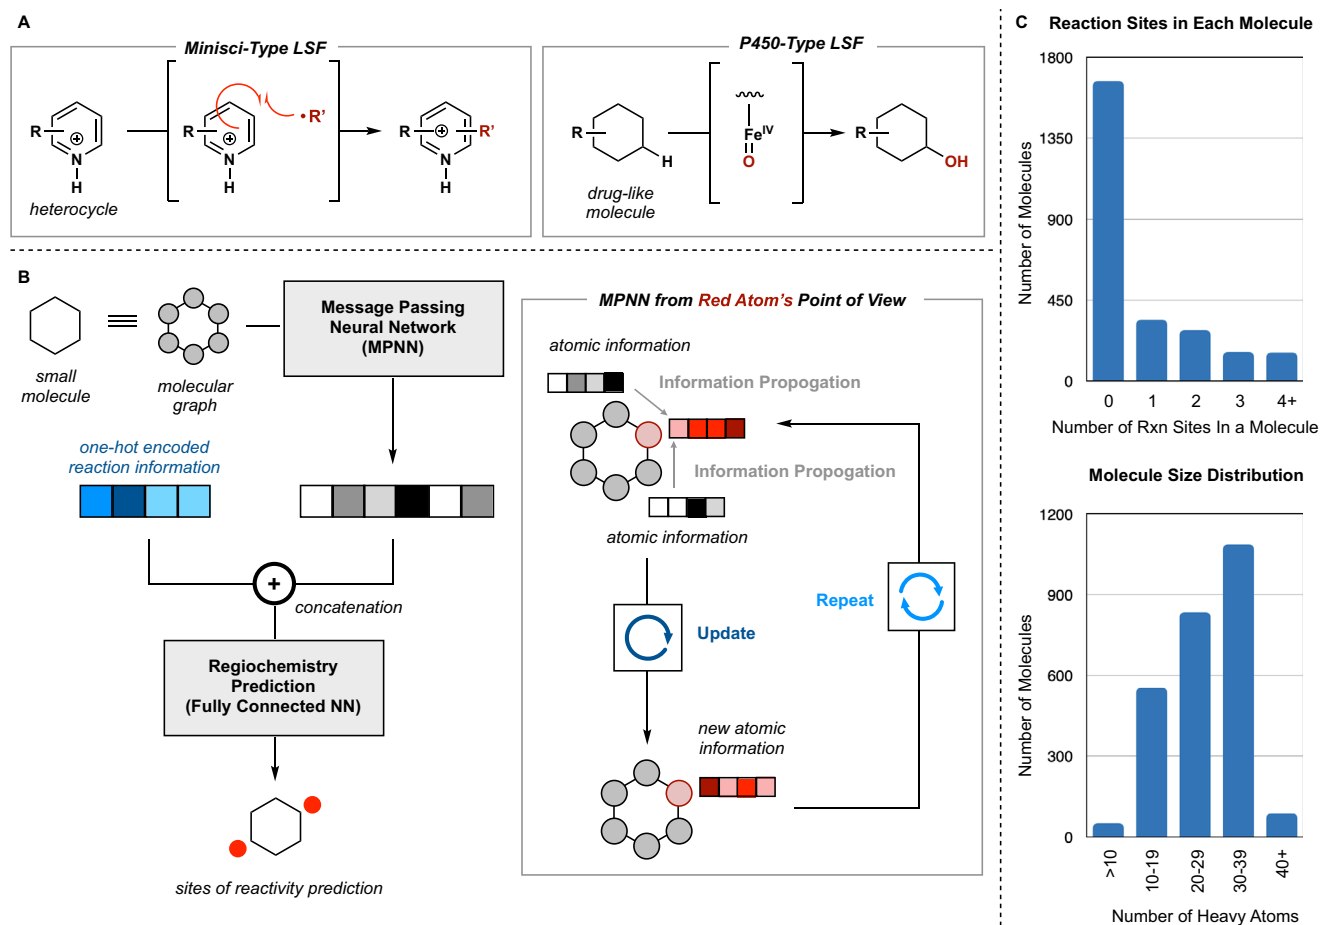 A
Minisci-Type LSF
R
N
H
heterocycle
R
N
H
•R'
R
R'
N
H
P450-Type LSF
R
H
drug-like
molecule
FeIV
O
R
OH
B
small
molecule
molecular
graph
Message Passing
Neural Network
(MPNN)
one-hot encoded
reaction information
+
concatenation
Regiochemistry
Prediction
(Fully Connected NN)
sites of reactivity prediction
MPNN from Red Atom's Point of View
atomic information
Information Propogation
Information Propogation
atomic information
Update
Repeat
new atomic
information
C
Reaction Sites in Each Molecule
Number of Molecules
1800
1350
900
450
0
0 1 2 3 4+
Number of Rxn Sites In a Molecule
Molecule Size Distribution
Number of Molecules
1200
900
600
300
0
>10 10-19 20-29 30-39 40+
Number of Heavy Atoms